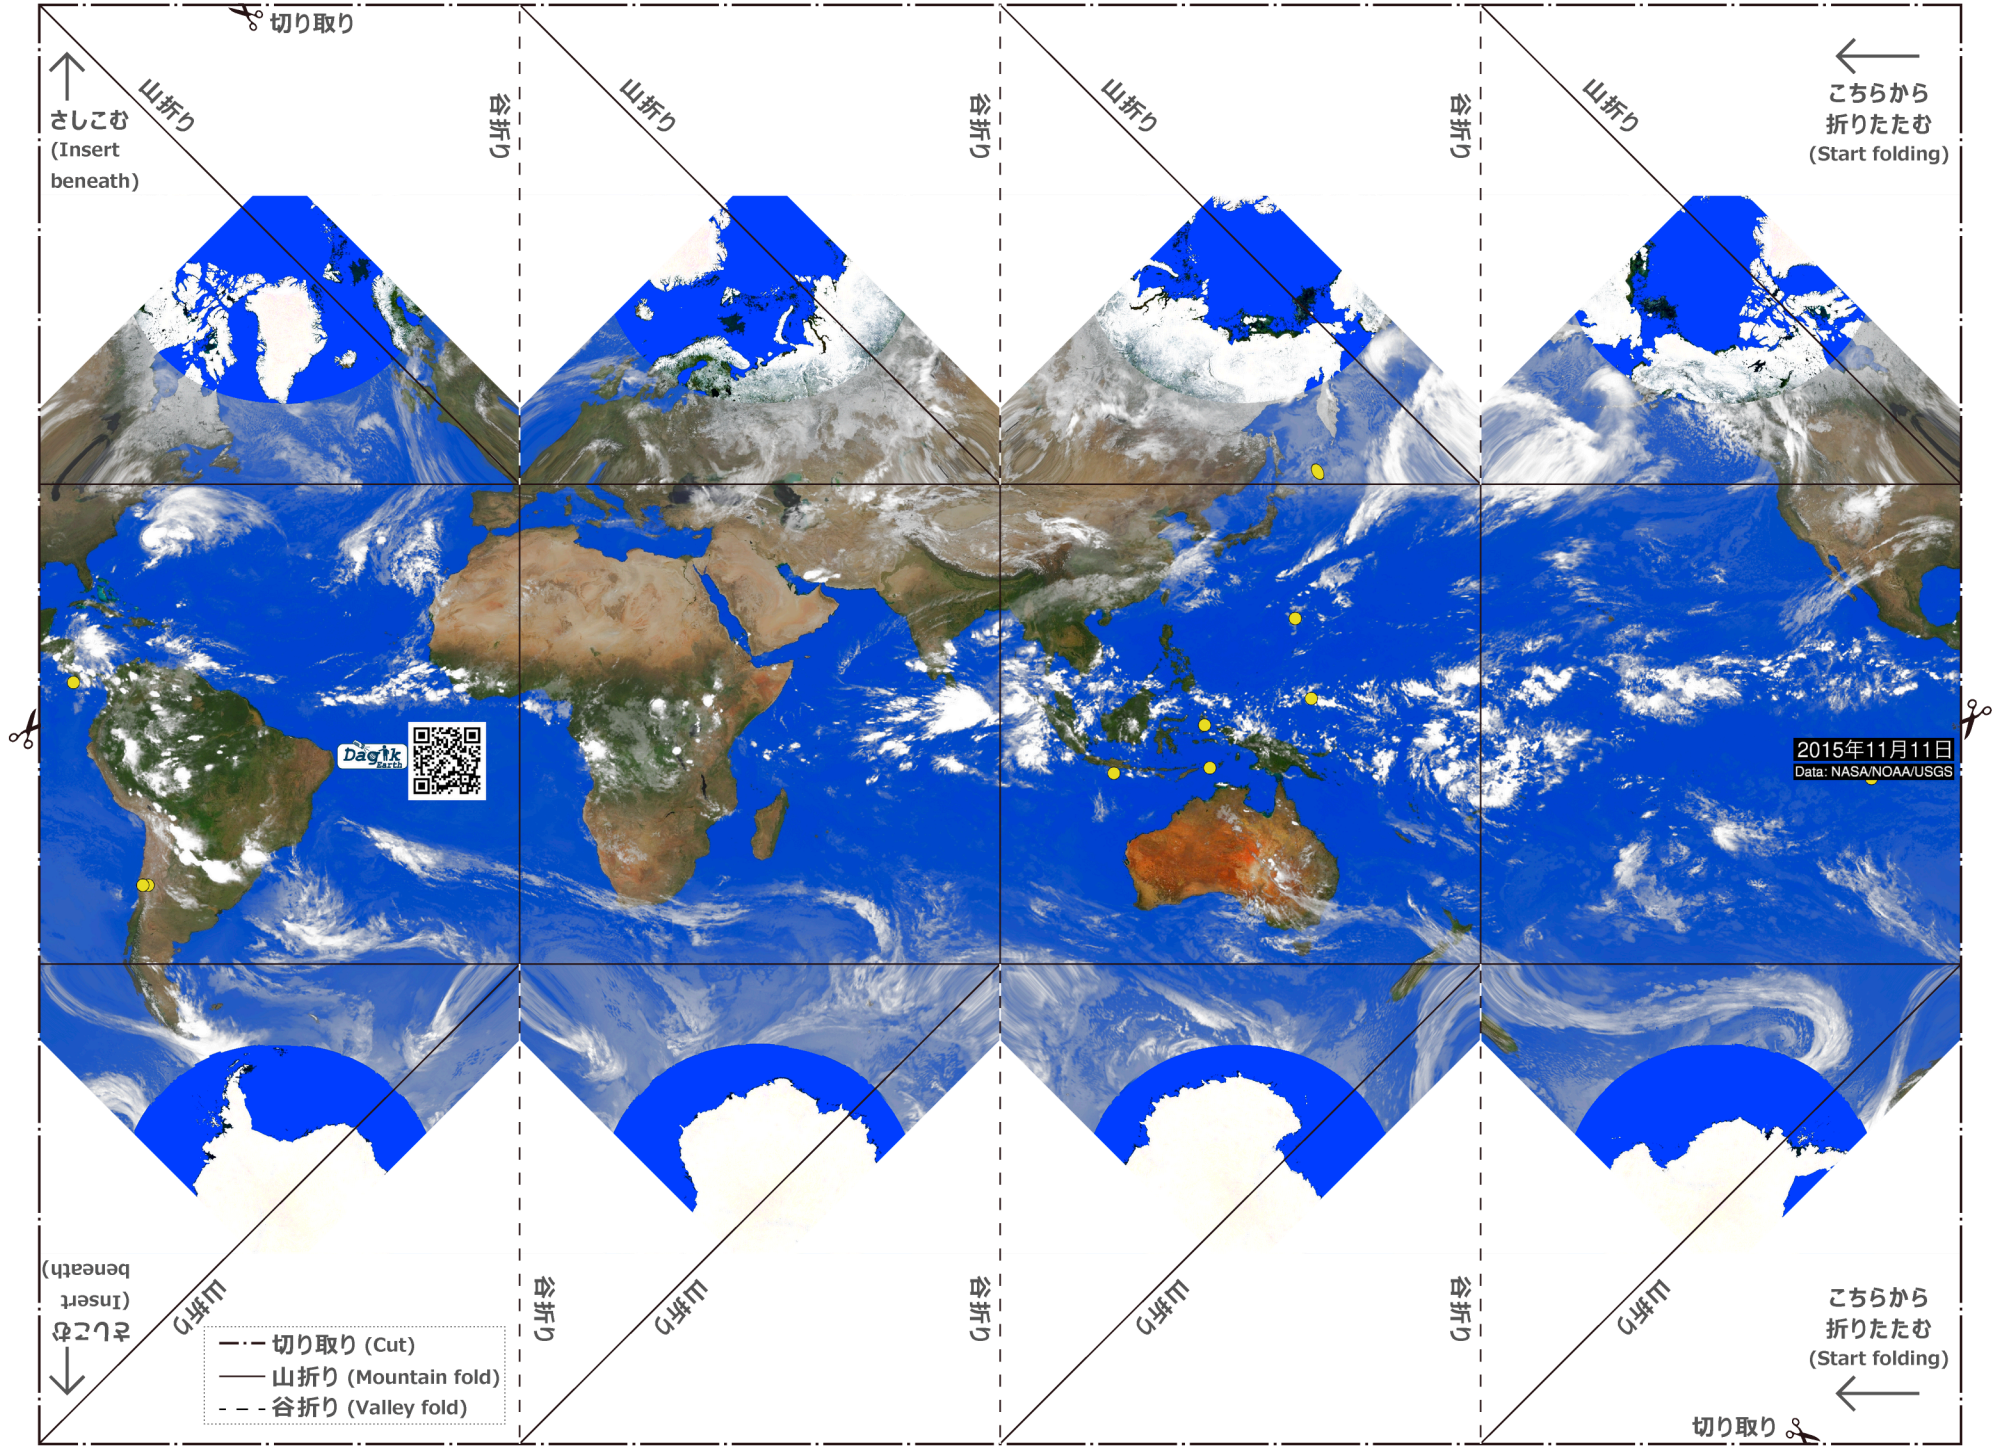 切り取り
さしこむ
(Insert
beneath)
山折り
谷折り
山折り
谷折り
山折り
谷折り
山折り
こちらから
折りたたむ
(Start folding)
Dagik
Earth
2015年11月11日
Data: NASA/NOAA/USGS
さしこむ
(Insert
beneath)
山折り
谷折り
山折り
谷折り
山折り
谷折り
山折り
こちらから
折りたたむ
(Start folding)
切り取り (Cut)
山折り (Mountain fold)
谷折り (Valley fold)
切り取り